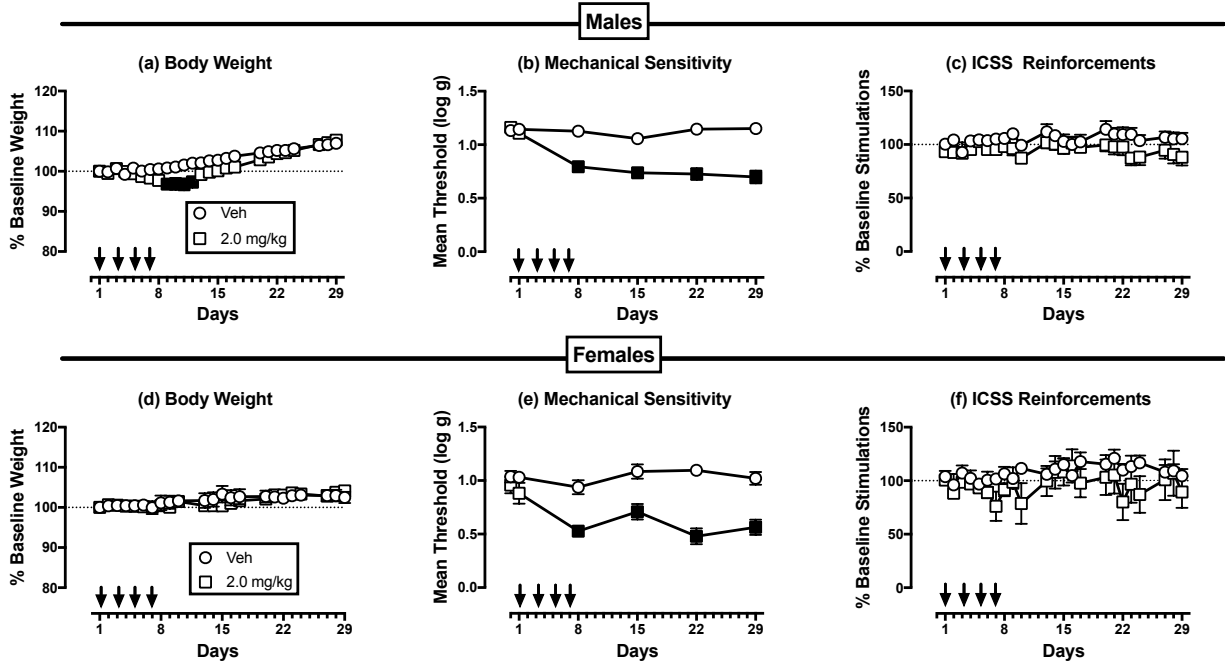 Males
(a) Body Weight
% Baseline Weight
120
110
100
90
80
Veh
2.0 mg/kg
1
8
15
22
29
Days
(b) Mechanical Sensitivity
Mean Threshold (log g)
1.5
1.0
0.5
0.0
1
8
15
22
29
Days
(c) ICSS Reinforcements
% Baseline Stimulations
150
100
50
0
1
8
15
22
29
Days
Females
(d) Body Weight
% Baseline Weight
120
110
100
90
80
Veh
2.0 mg/kg
1
8
15
22
29
Days
(e) Mechanical Sensitivity
Mean Threshold (log g)
1.5
1.0
0.5
0.0
1
8
15
22
29
Days
(f) ICSS Reinforcements
% Baseline Stimulations
150
100
50
0
1
8
15
22
29
Days